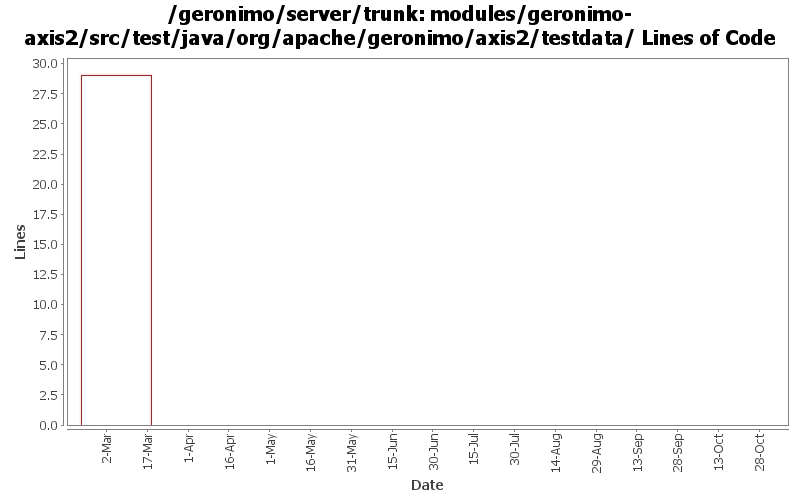 /geronimo/server/trunk: modules/geronimo-
axis2/src/test/java/org/apache/geronimo/axis2/testdata/ Lines of Code
30.0
27.5
25.0
22.5
20.0
17.5
15.0
12.5
10.0
7.5
5.0
2.5
0.0
Lines
2-Mar
17-Mar
1-Apr
16-Apr
1-May
16-May
31-May
15-Jun
30-Jun
15-Jul
30-Jul
14-Aug
29-Aug
13-Sep
28-Sep
13-Oct
28-Oct
Date